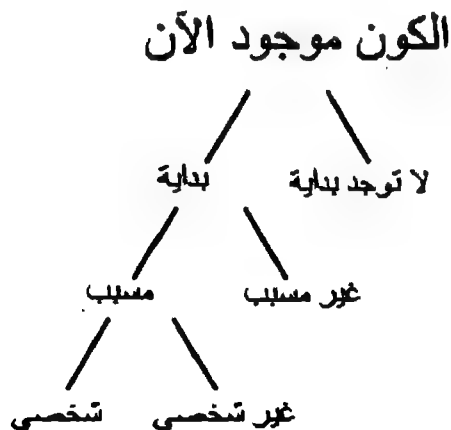 الكون موجود الآن
بداية لا توجد بداية
مسبب غير مسبب
شخصي غير شخصي